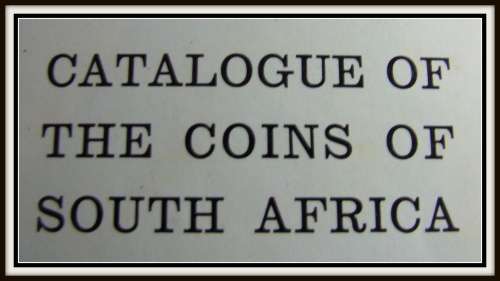 CATALOGUE OF
THE COINS OF
SOUTH AFRICA